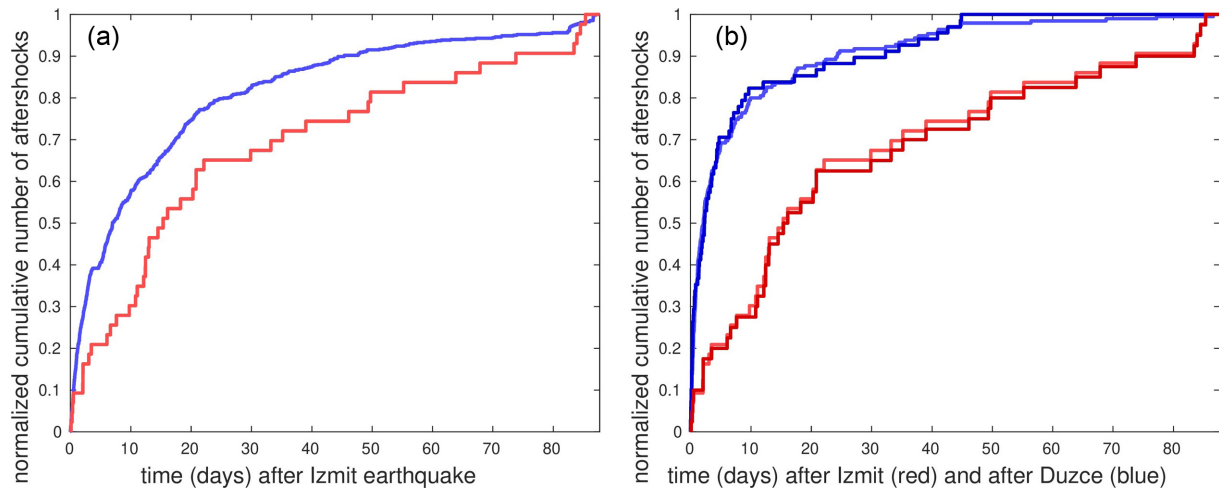 (a)
normalized cumulative number of aftershocks
1
0.9
0.8
0.7
0.6
0.5
0.4
0.3
0.2
0.1
0
0 10 20 30 40 50 60 70 80
time (days) after Izmit earthquake
(b)
normalized cumulative number of aftershocks
1
0.9
0.8
0.7
0.6
0.5
0.4
0.3
0.2
0.1
0
0 10 20 30 40 50 60 70 80
time (days) after Izmit (red) and after Duzce (blue)